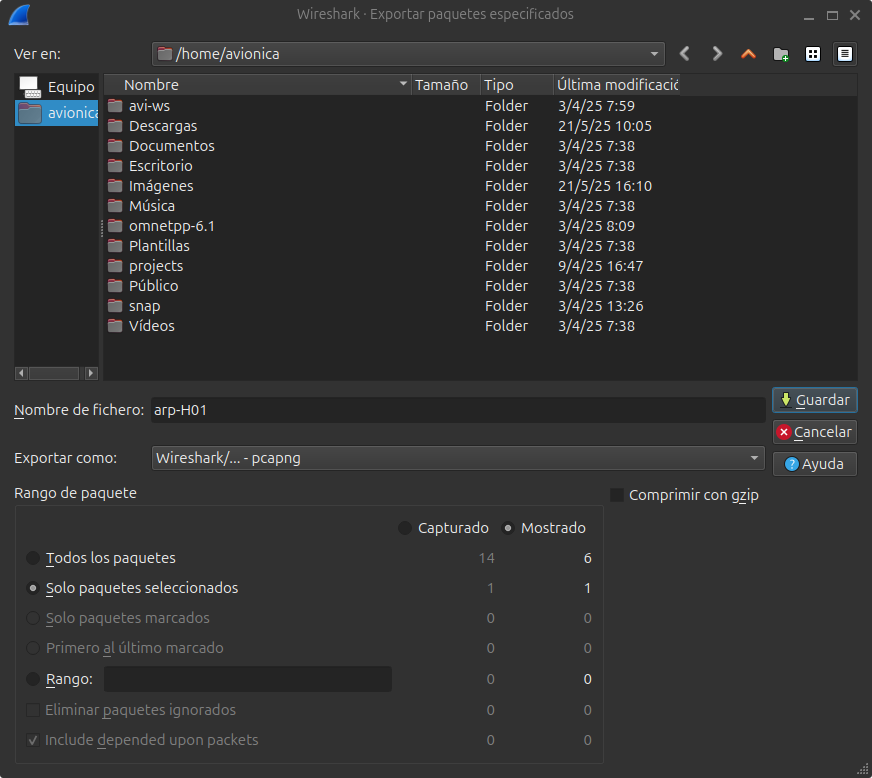 Wireshark · Exportar paquetes especificados
Ver en: /home/avionica
Equipo
avionica
Nombre Tamaño Tipo Última modificació
avi-ws Folder 3/4/25 7:59
Descargas Folder 21/5/25 10:05
Documentos Folder 3/4/25 7:38
Escritorio Folder 3/4/25 7:38
Imágenes Folder 21/5/25 16:10
Música Folder 3/4/25 7:38
omnetpp-6.1 Folder 3/4/25 8:09
Plantillas Folder 3/4/25 7:38
projects Folder 9/4/25 16:47
Público Folder 3/4/25 7:38
snap Folder 3/4/25 13:26
Vídeos Folder 3/4/25 7:38
Nombre de fichero: arp-H01
Guardar
Cancelar
Exportar como: Wireshark/... - pcapng
Ayuda
Rango de paquete
Comprimir con gzip
Capturado Mostrado
Todos los paquetes 14 6
Solo paquetes seleccionados 1 1
Solo paquetes marcados 0 0
Primero al último marcado 0 0
Rango: 0 0
Eliminar paquetes ignorados 0 0
Include depended upon packets 0 0